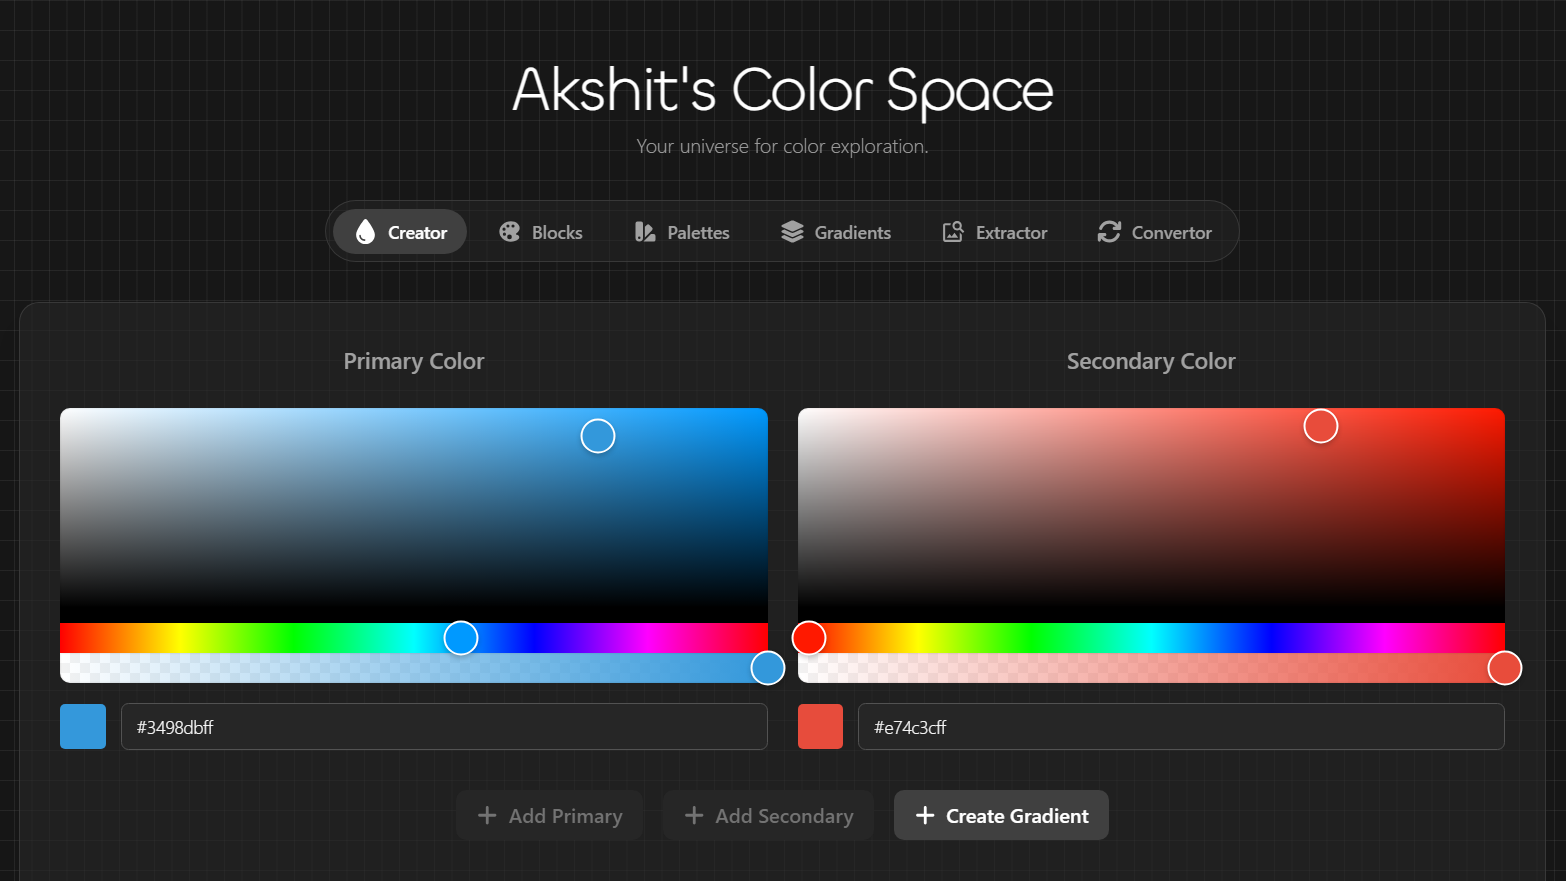 Akshit's Color Space
Your universe for color exploration.
Creator
Blocks
Palettes
Gradients
Extractor
Convertor
Primary Color
Secondary Color
#3498dbff
#e74c3cff
Add Primary
Add Secondary
Create Gradient